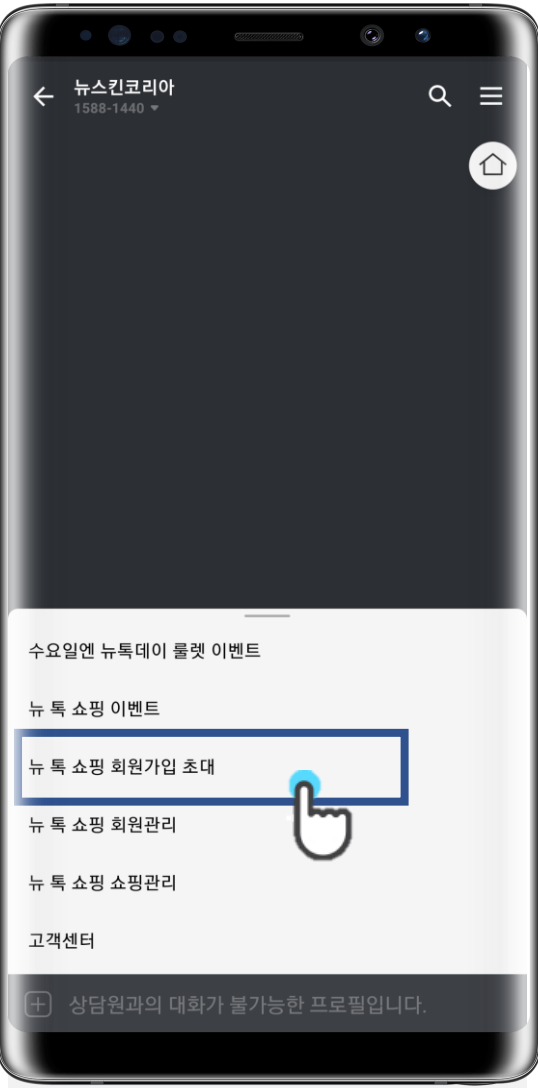 뉴스킨코리아
1588-1440
수요일엔 뉴톡데이 룰렛 이벤트
뉴 톡 쇼핑 이벤트
뉴 톡 쇼핑 회원가입 초대
뉴 톡 쇼핑 회원관리
뉴 톡 쇼핑 쇼핑관리
고객센터
상담원과의 대화가 불가능한 프로필입니다.